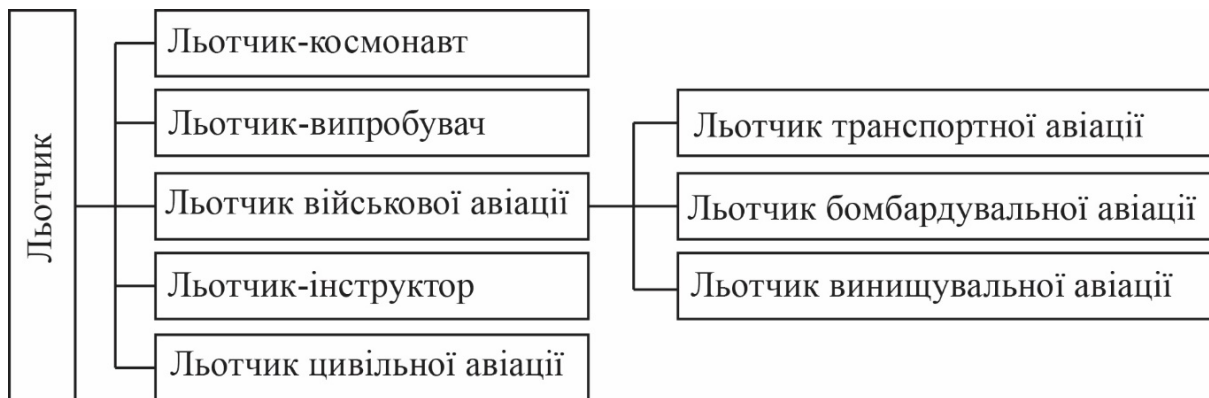 Льотчик
Льотчик-космонавт
Льотчик-випробувач
Льотчик військової авіації
Льотчик-інструктор
Льотчик цивільної авіації
Льотчик транспортної авіації
Льотчик бомбардувальної авіації
Льотчик винищувальної авіації